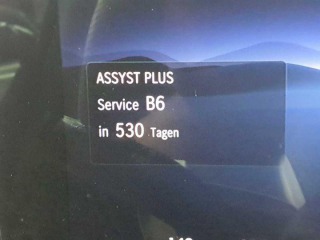 ASSYST PLUS
Service B6
in 530 Tagen